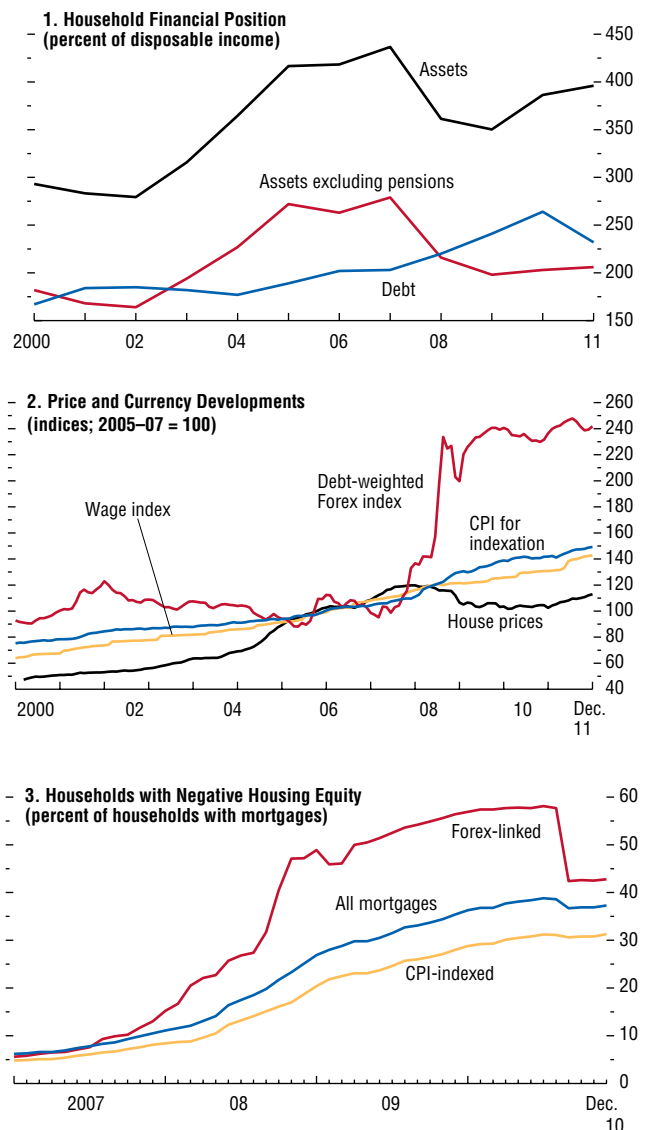 1. Household Financial Position
(percent of disposable income)
450
Assets
400
350
300
Assets excluding pensions
250
200
Debt
150
2000 02 04 06 08 11
2. Price and Currency Developments
(indices; 2005–07 = 100)
260
240
220
Debt-weighted
Forex index
200
Wage index
180
CPI for
indexation
160
140
120
House prices
100
80
60
40
2000 02 04 06 08 10 Dec.
11
3. Households with Negative Housing Equity
(percent of households with mortgages)
60
Forex-linked
50
All mortgages
40
30
CPI-indexed
20
10
0
2007 08 09 Dec.
10